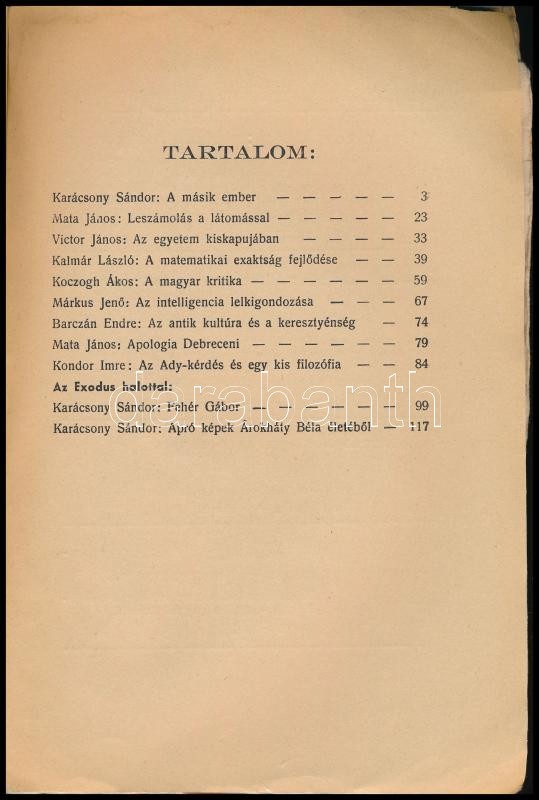 TARTALOM:
Karácsony Sándor: A másik ember — — — — — 3
Mata János: Leszámolás a látomással — — — — — 23
Victor János: Az egyetem kiskapujában — — — — 33
Kalmár László: A matematikai exaktság fejlődése — — 39
Koczogh Ákos: A magyar kritika — — — — — 59
Márkus Jenő: Az intelligencia lelkigondozása — — — 67
Barczán Endre: Az antik kultúra és a keresztyénség — 74
Mata János: Apologia Debreceni — — — — — 79
Kondor Imre: Az Ady-kérdés és egy kis filozófia — — 84
Az Exodus halottai:
Karácsony Sándor: Fehér Gábor — — — — — — 99
Karácsony Sándor: Apró képek Árokháty Béla életéből — 117
darabanth